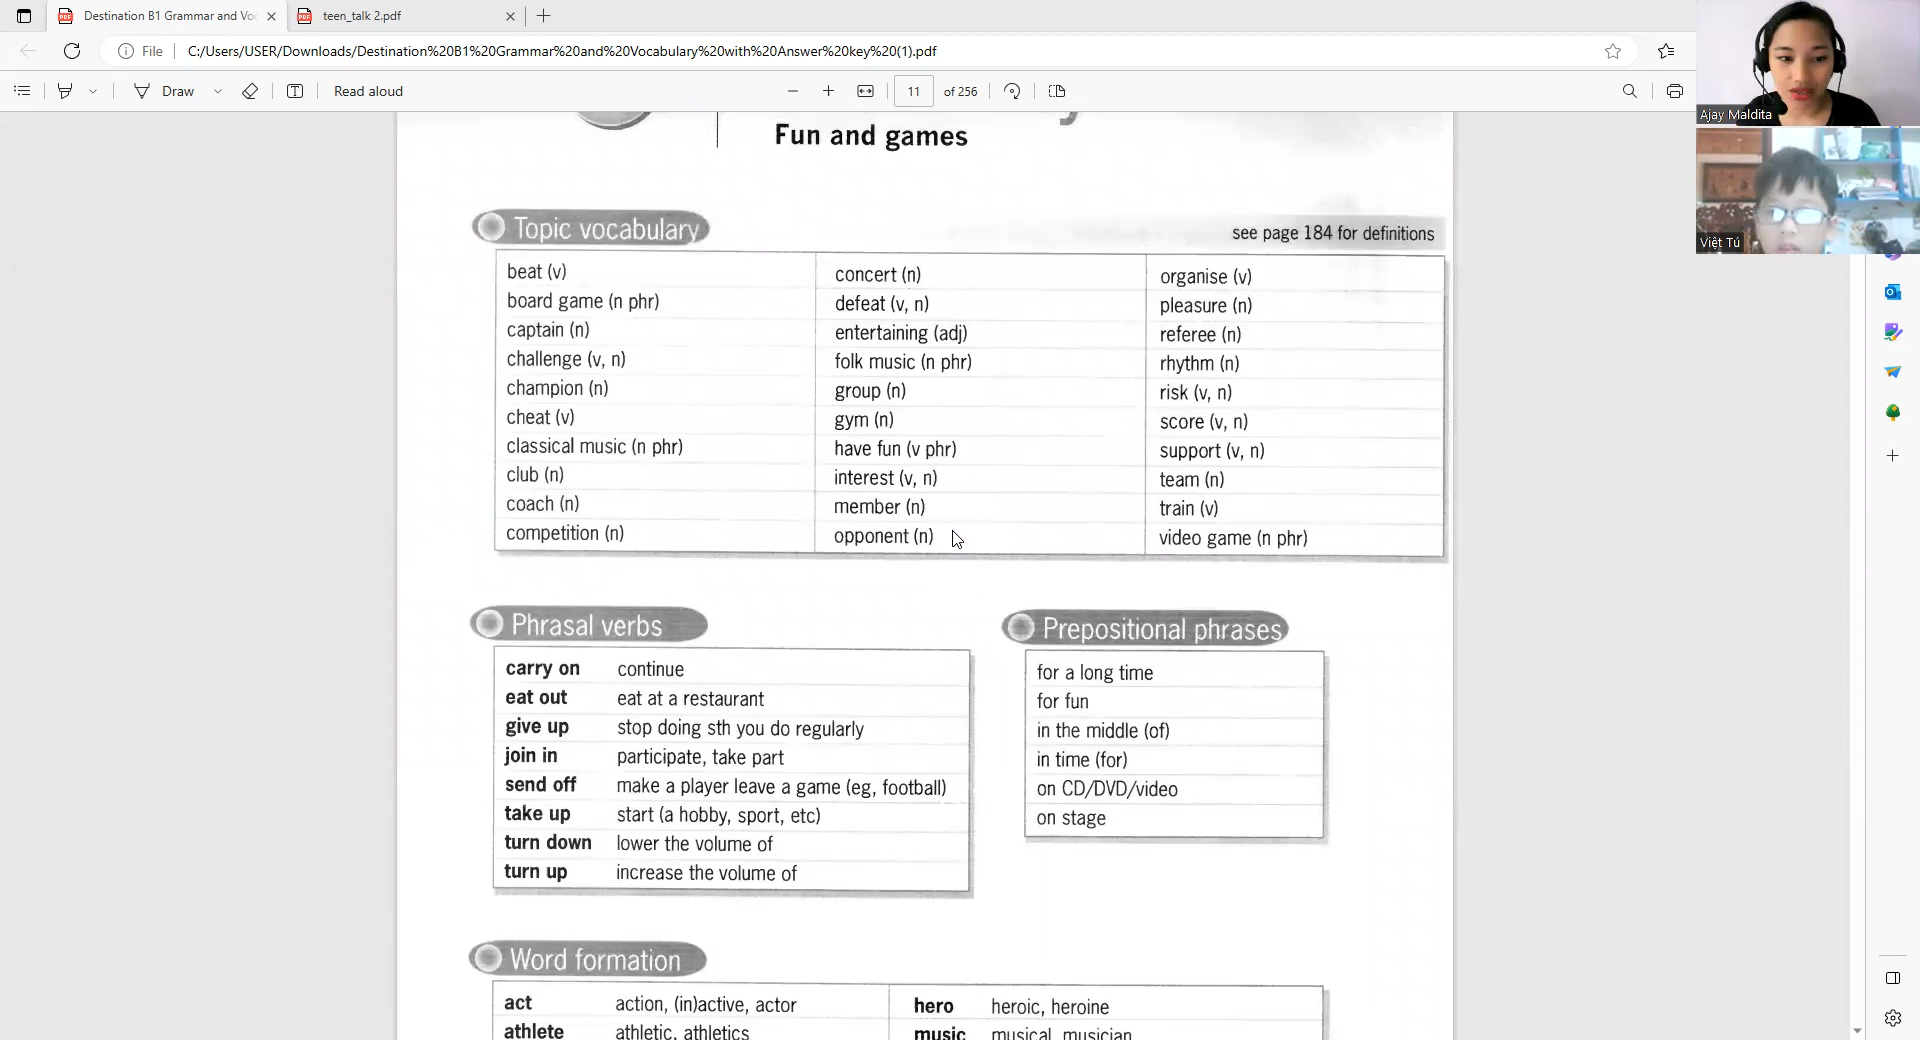 Destination B1 Grammar and Vo
teen_talk 2.pdf
File
C:/Users/USER/Downloads/Destination%20B1%20Grammar%20and%20Vocabulary%20with%20Answer%20key%20(1).pdf
Draw
Read aloud
11
of 256
Ajay Maldita
Việt Tú
Fun and games
Topic vocabulary
see page 184 for definitions
beat (v)
board game (n phr)
captain (n)
challenge (v, n)
champion (n)
cheat (v)
classical music (n phr)
club (n)
coach (n)
competition (n)
concert (n)
defeat (v, n)
entertaining (adj)
folk music (n phr)
group (n)
gym (n)
have fun (v phr)
interest (v, n)
member (n)
opponent (n)
organise (v)
pleasure (n)
referee (n)
rhythm (n)
risk (v, n)
score (v, n)
support (v, n)
team (n)
train (v)
video game (n phr)
Phrasal verbs
carry on continue
eat out eat at a restaurant
give up stop doing sth you do regularly
join in participate, take part
send off make a player leave a game (eg, football)
take up start (a hobby, sport, etc)
turn down lower the volume of
turn up increase the volume of
Prepositional phrases
for a long time
for fun
in the middle (of)
in time (for)
on CD/DVD/video
on stage
Word formation
act action, (in)active, actor
athlete athletic, athletics
hero heroic, heroine
music musical, musician